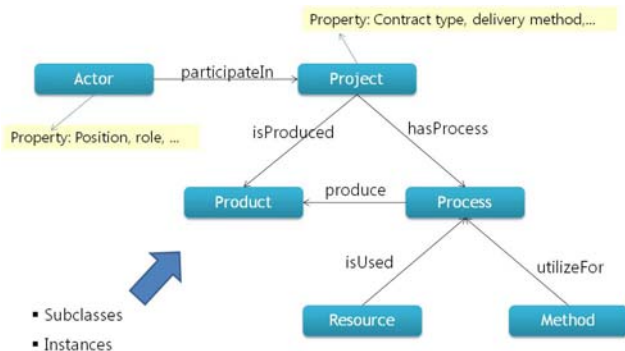 Property: Contract type, delivery method,...
Actor
participateIn
Project
Property: Position, role, ...
isProduced
hasProcess
Product
produce
Process
isUsed
utilizeFor
▪ Subclasses
▪ Instances
Resource
Method